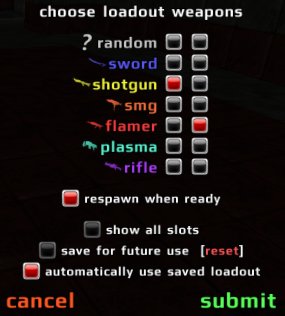 choose loadout weapons
? random
sword
shotgun
smg
flamer
plasma
rifle
respawn when ready
show all slots
save for future use [reset]
automatically use saved loadout
cancel submit